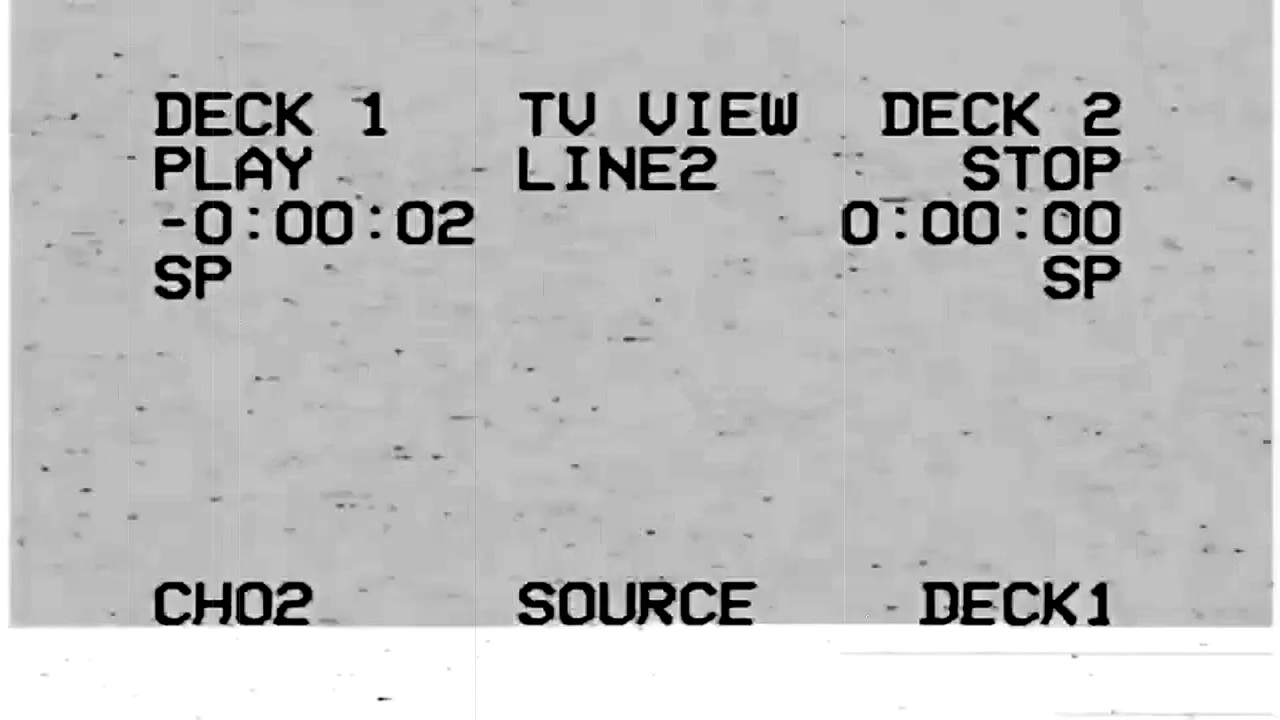 DECK 1 TV VIEW DECK 2
PLAY LINE2 STOP
-0:00:02 0:00:00
SP SP
CH02 SOURCE DECK1